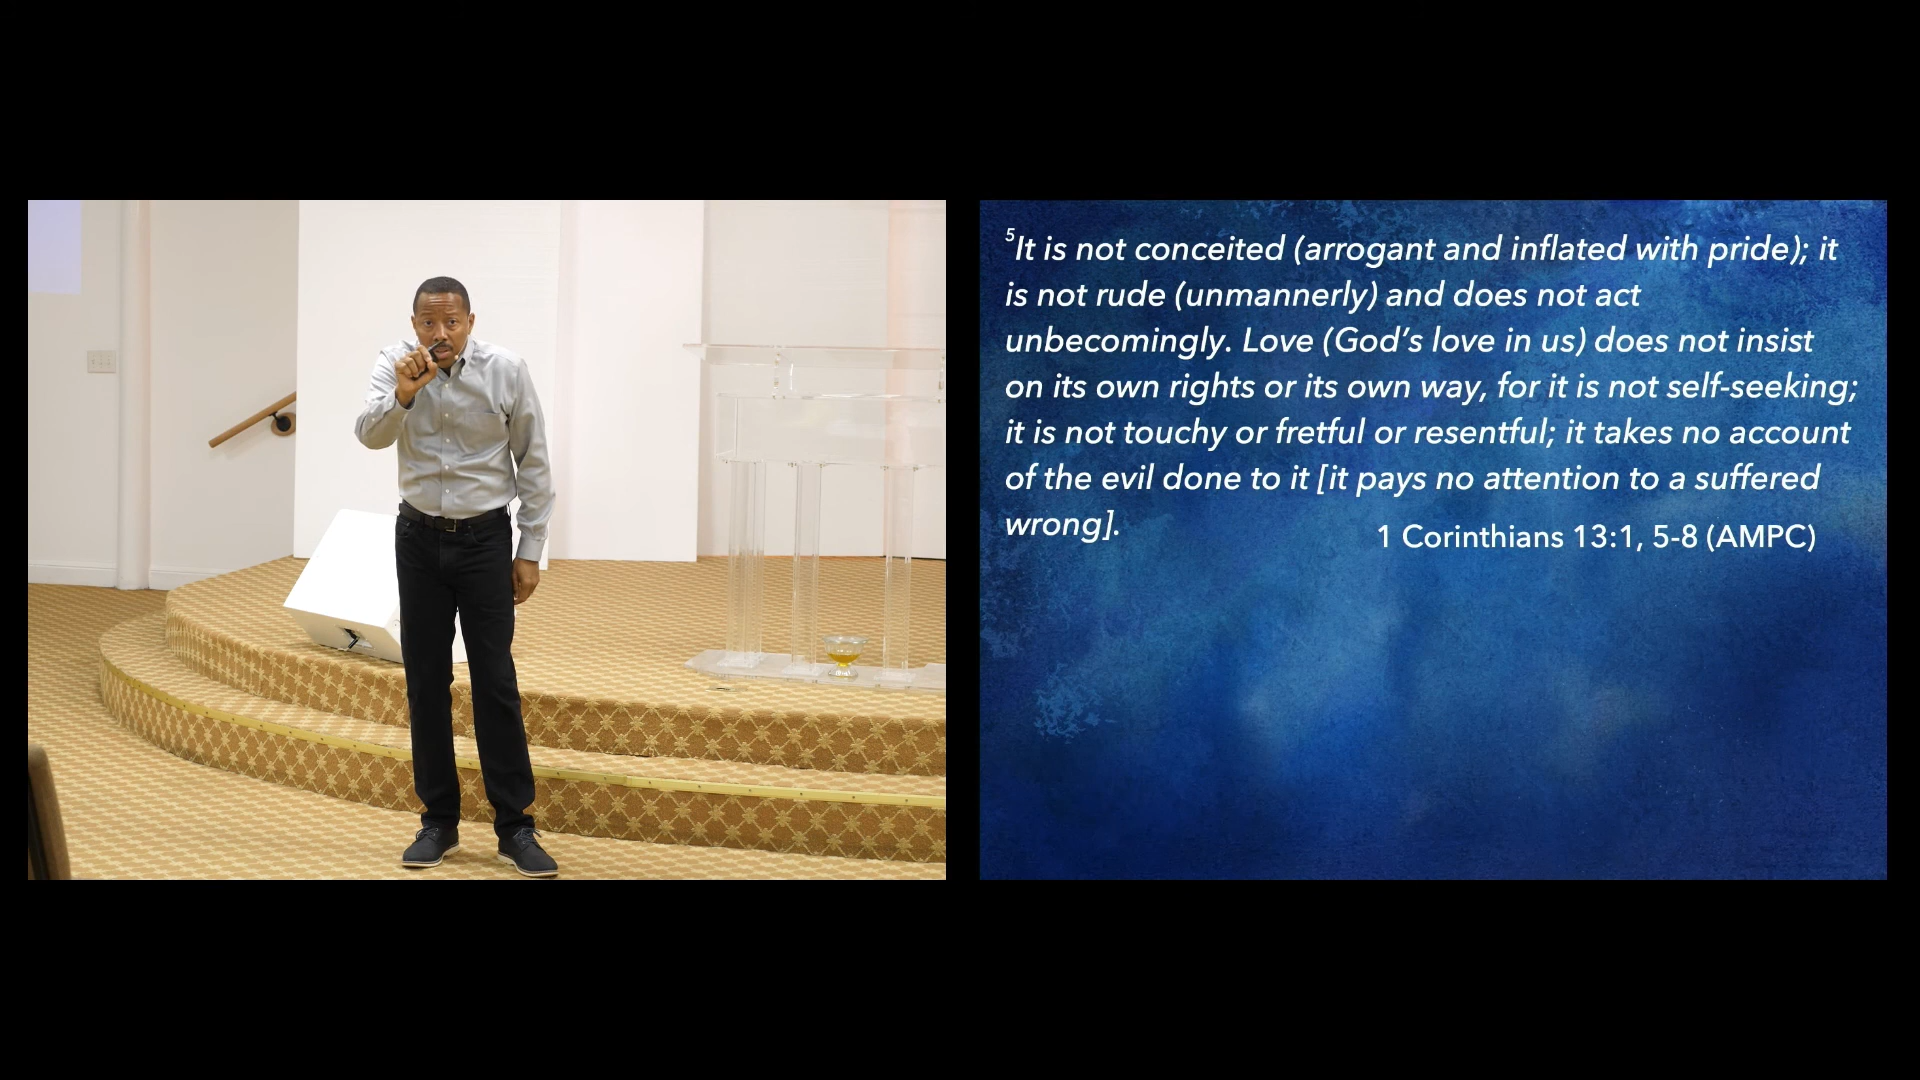 ⁵It is not conceited (arrogant and inflated with pride); it
is not rude (unmannerly) and does not act
unbecomingly. Love (God’s love in us) does not insist
on its own rights or its own way, for it is not self-seeking;
it is not touchy or fretful or resentful; it takes no account
of the evil done to it [it pays no attention to a suffered
wrong].
1 Corinthians 13:1, 5-8 (AMPC)